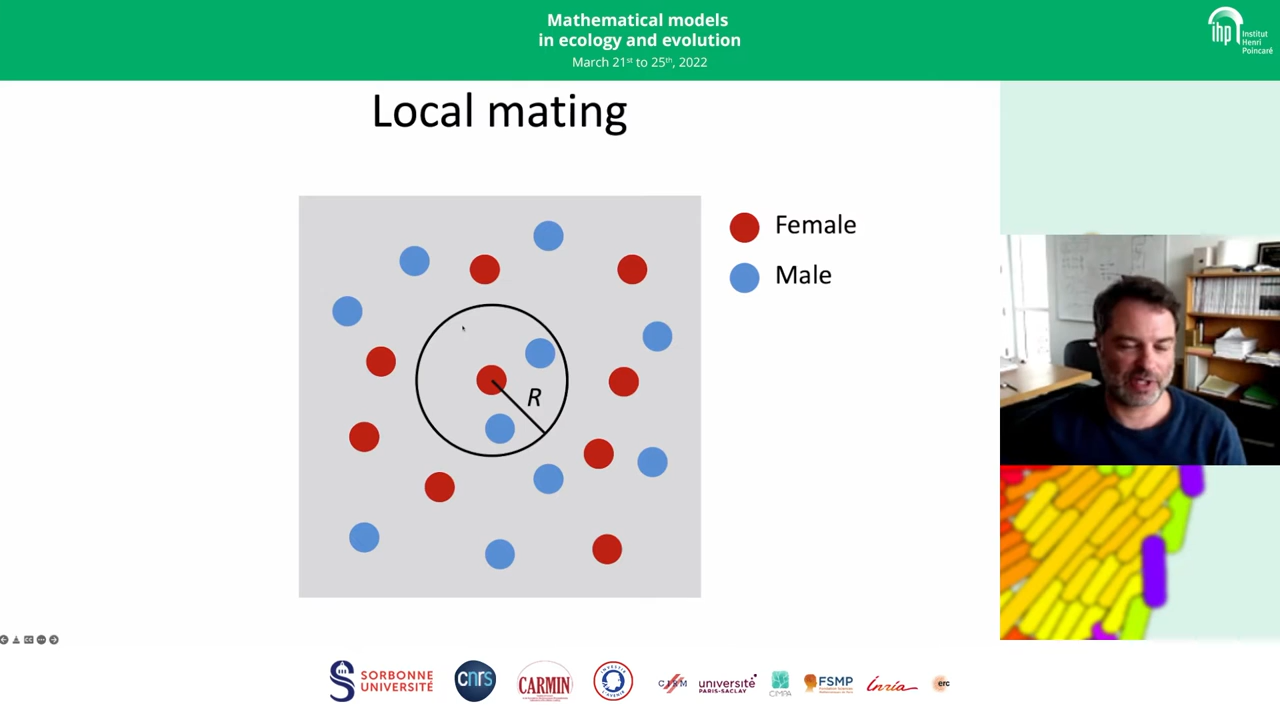 Mathematical models
in ecology and evolution
March 21st to 25th, 2022
ihp
Institut
Henri
Poincaré
Local mating
Female
Male
R
SORBONNE
UNIVERSITÉ
cnrs
CARMIN
CIRM
université
PARIS-SACLAY
CIMPA
FSMP
Inria
erc